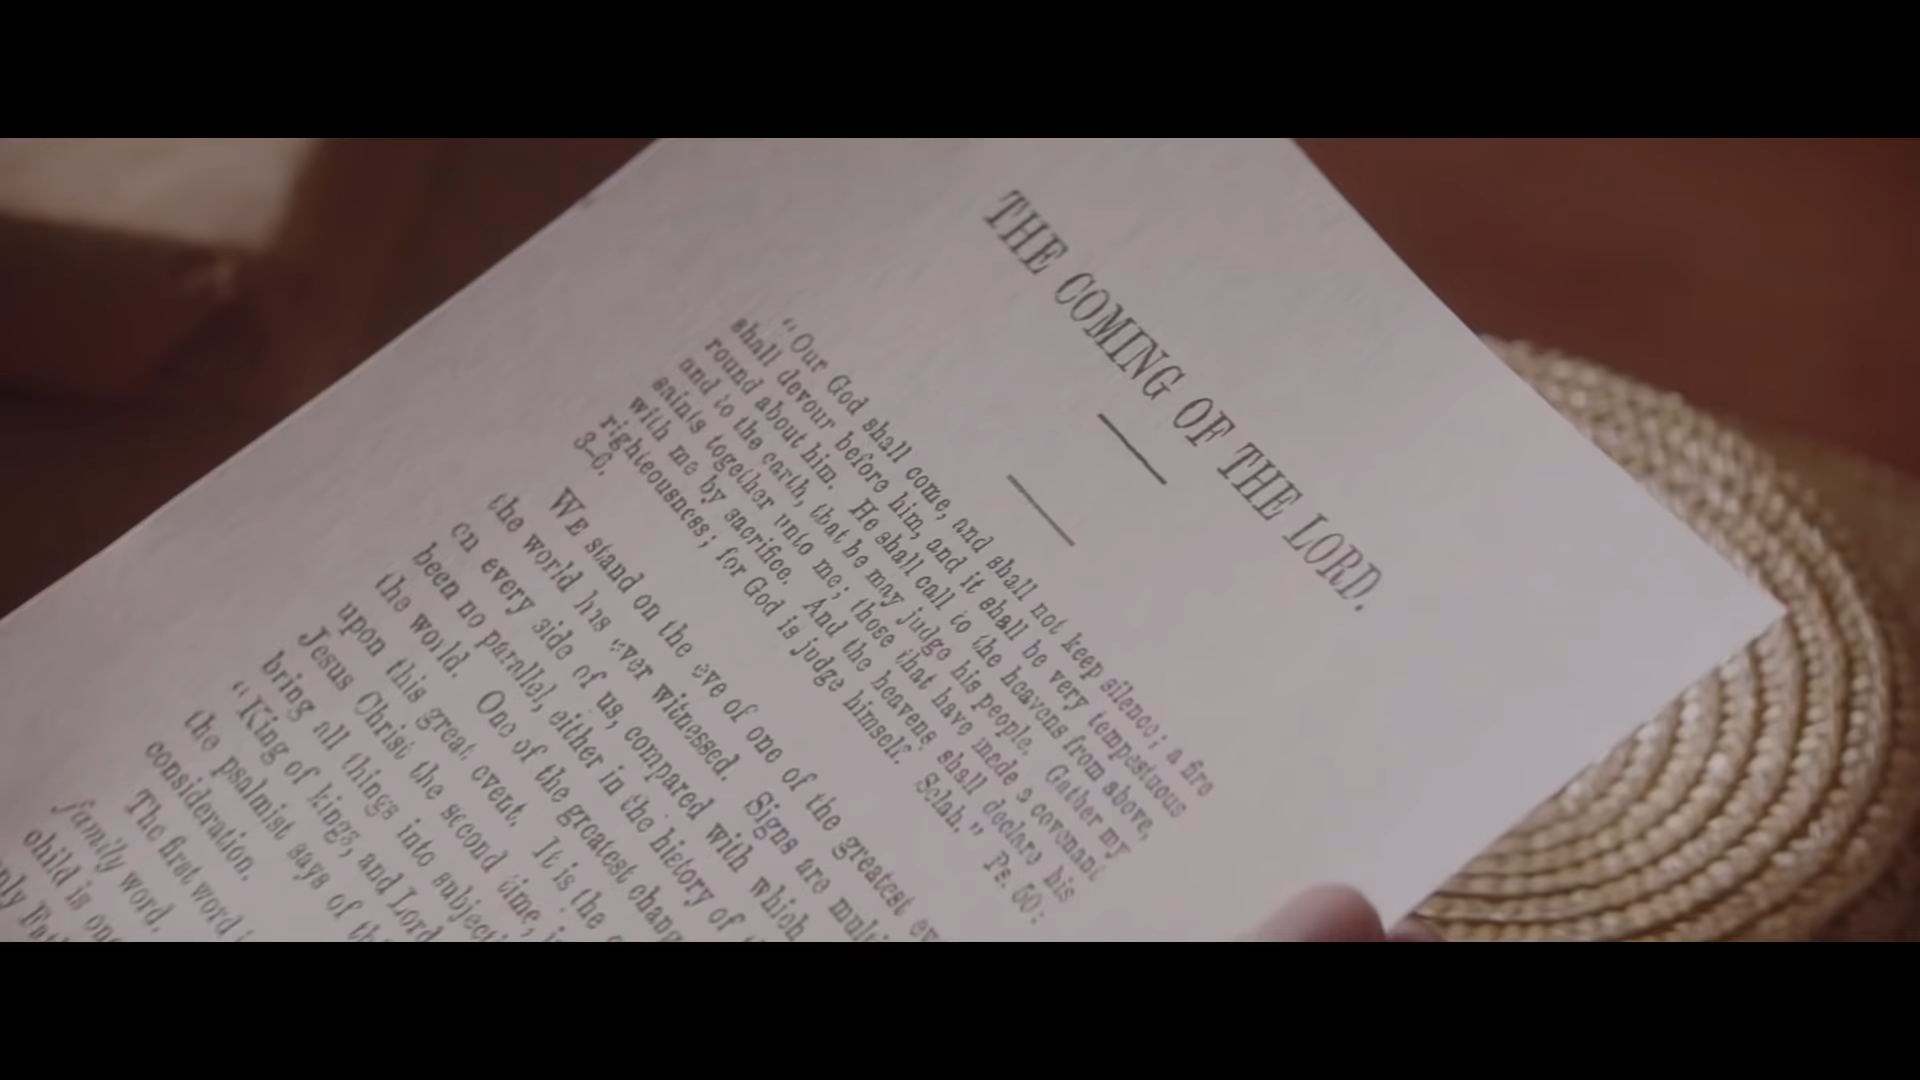 THE COMING OF THE LORD.
"Our God shall come, and shall not keep silence; a fire
shall devour before him, and it shall be very tempestuous
round about him. He shall call to the heavens from above,
and to the earth, that he may judge his people. Gather my
saints together unto me; those that have made a covenant
with me by sacrifice. And the heavens shall declare his
righteousness; for God is judge himself. Selah." Ps. 50:
3-6.
WE stand on the eve of one of the greatest ev
the world has ever witnessed. Signs are multi
on every side of us, compared with which
been no parallel, either in the history of
the world. One of the greatest chang
upon this great event. It is the
Jesus Christ the second time,
bring all things into subjecti
"King of kings, and Lord
the psalmist says of
consideration.
The first word
family word.
child is one